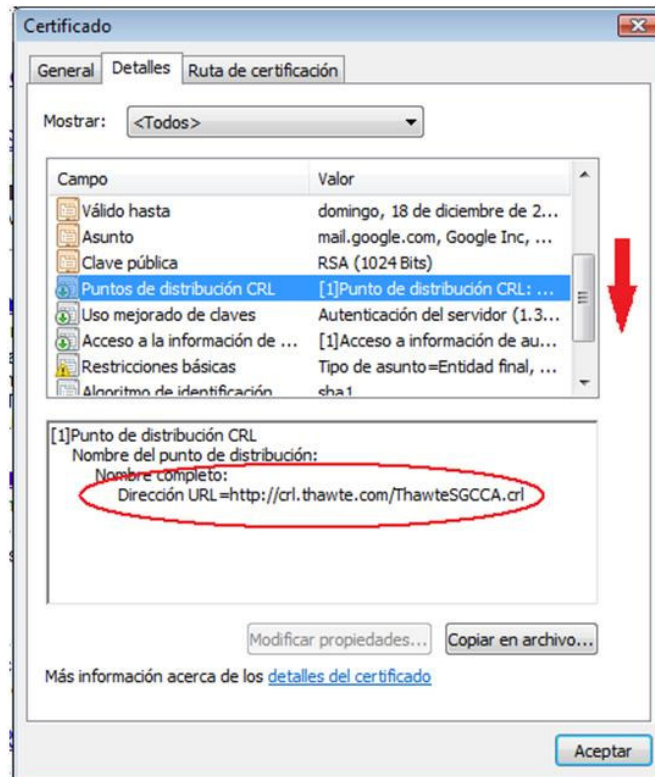 Certificado
General Detalles Ruta de certificación
Mostrar: <Todos>
Campo Valor
Válido hasta domingo, 18 de diciembre de 2...
Asunto mail.google.com, Google Inc, ...
Clave pública RSA (1024 Bits)
Puntos de distribución CRL [1]Punto de distribución CRL: ...
Uso mejorado de claves Autenticación del servidor (1.3...
Acceso a la información de ... [1]Acceso a información de au...
Restricciones básicas Tipo de asunto=Entidad final, ...
Algoritmo de identificación sha1
[1]Punto de distribución CRL
Nombre del punto de distribución:
Nombre completo:
Dirección URL=http://crl.thawte.com/ThawteSGCCA.crl
Modificar propiedades... Copiar en archivo...
Más información acerca de los detalles del certificado
Aceptar